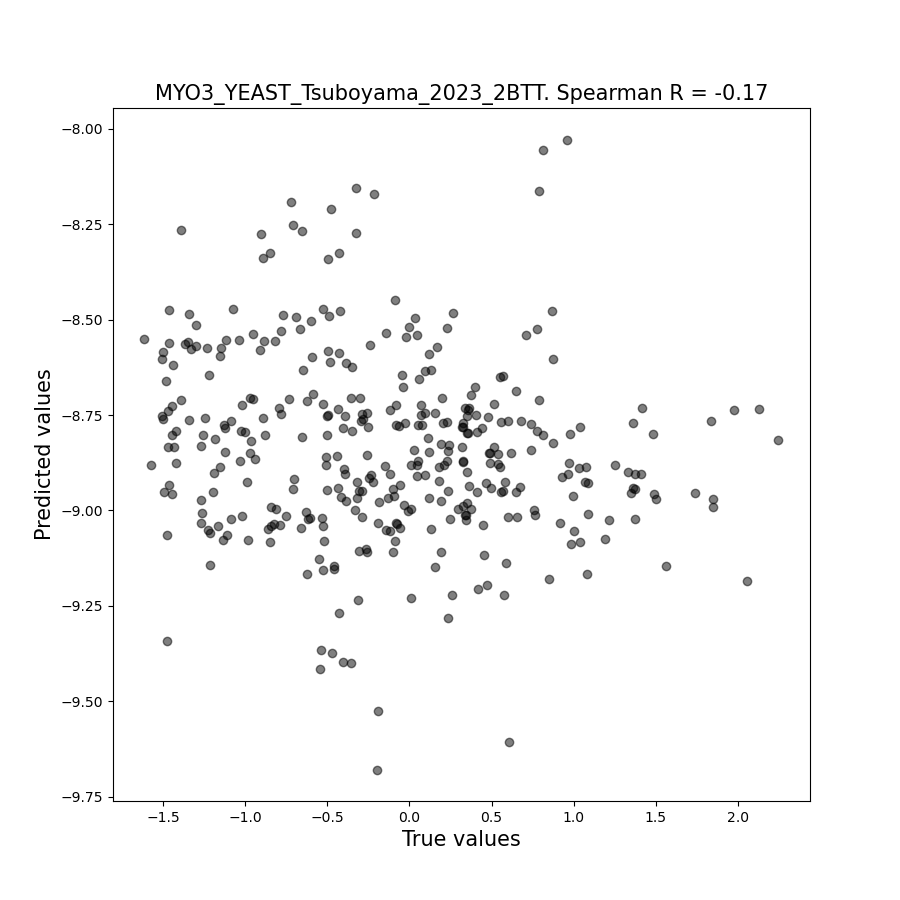 MYO3_YEAST_Tsuboyama_2023_2BTT. Spearman R = -0.17
−8.00
−8.25
−8.50
−8.75
−9.00
−9.25
−9.50
−9.75
Predicted values
−1.5 −1.0 −0.5 0.0 0.5 1.0 1.5 2.0
True values